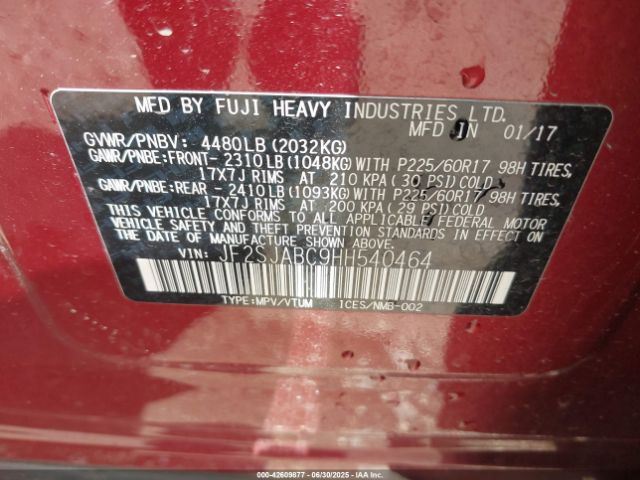 MFD BY FUJI HEAVY INDUSTRIES LTD.
MFD IN 01/17
GVWR/PNBV: 4480LB(2032KG)
GAWR/PNBE:FRONT- 2310LB(1048KG)WITH P225/60R17 98H TIRES,
17X7J RIMS AT 210 KPA(30 PSI)COLD
GAWR/PNBE:REAR - 2410LB(1093KG)WITH P225/60R17 98H TIRES,
17X7J RIMS AT 200 KPA(29 PSI)COLD
THIS VEHICLE CONFORMS TO ALL APPLICABLE FEDERAL MOTOR
VEHICLE SAFETY AND THEFT PREVENTION STANDARDS IN EFFECT
ON THE DATE OF MANUFACTURE SHOWN ABOVE.
VIN: JF2SJABC9HH540464
TYPE:MPV/VTUM ICES/NMB-002
000-42609877 - 06/30/2025 - IAA Inc.